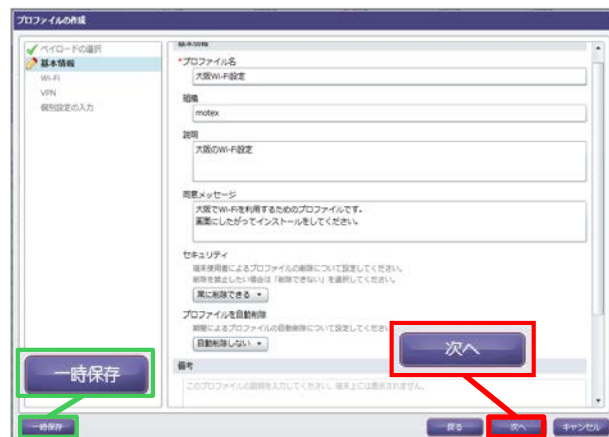 プロファイルの作成
ペイロードの選択
基本情報
Wi-Fi
VPN
個別設定の入力
基本情報
*プロファイル名
大阪Wi-Fi設定
組織
motex
説明
大阪のWi-Fi設定
同意メッセージ
大阪でWi-Fiを利用するためのプロファイルです。
画面にしたがってインストールをしてください。
セキュリティ
端末使用者によるプロファイルの削除について設定してください。
削除を禁止したい場合は「削除できない」を選択してください。
常に削除できる
プロファイルを自動削除
期間によるプロファイルの自動削除について設定してください
自動削除しない
次へ
備考
このプロファイルの説明を入力してください。端末上には表示されません。
一時保存
一時保存
戻る
次へ
キャンセル